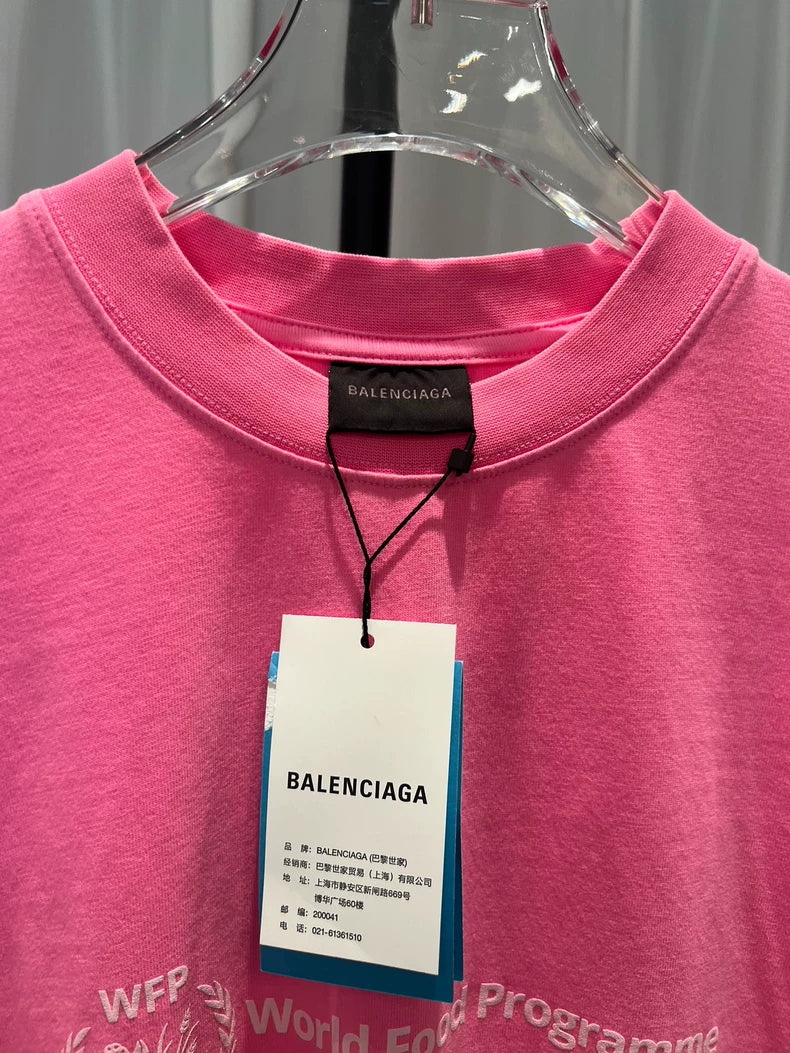 BALENCIAGA
BALENCIAGA
品 牌：BALENCIAGA (巴黎世家)
经销商：巴黎世家贸易（上海）有限公司
地 址：上海市静安区新闸路669号
博华广场60楼
邮 编：200041
电 话：021-61361510
WFP
World Food Programme